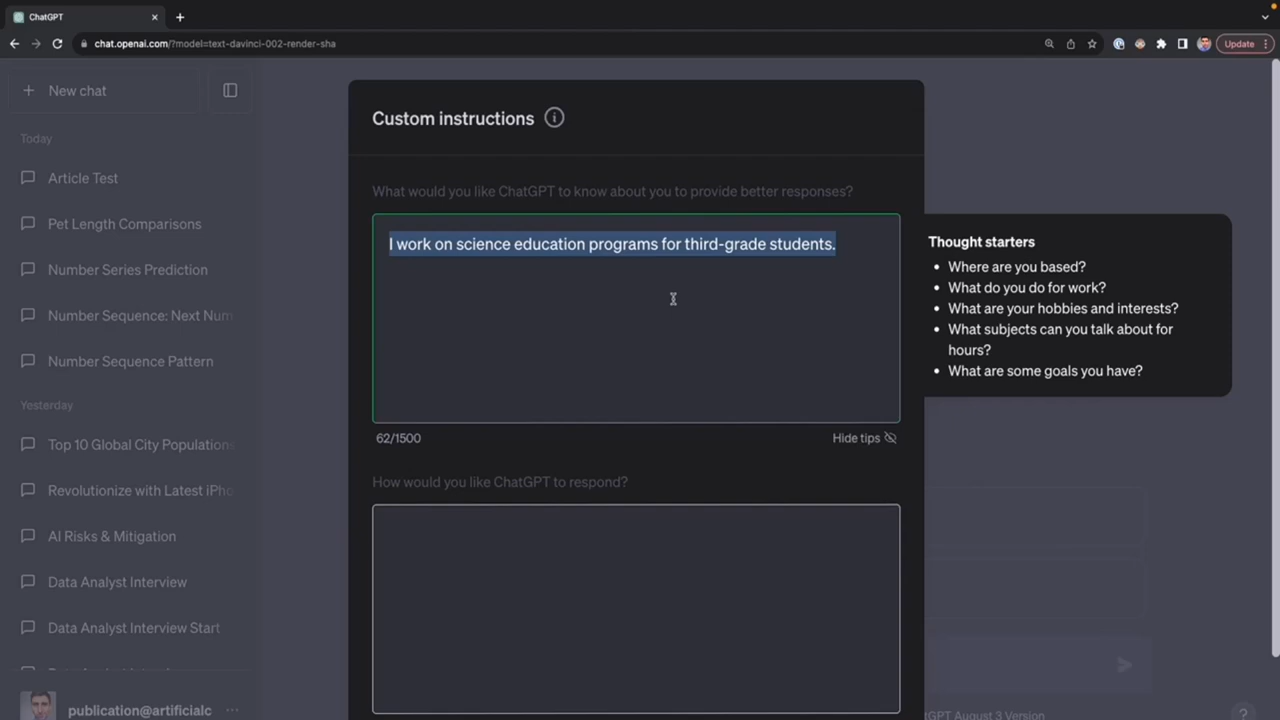 ChatGPT
chat.openai.com/?model=text-davinci-002-render-sha
Update
New chat
Today
Article Test
Pet Length Comparisons
Number Series Prediction
Number Sequence: Next Num
Number Sequence Pattern
Yesterday
Top 10 Global City Populations
Revolutionize with Latest iPho
AI Risks & Mitigation
Data Analyst Interview
Data Analyst Interview Start
publication@artificialc
Custom instructions
What would you like ChatGPT to know about you to provide better responses?
I work on science education programs for third-grade students.
62/1500
Hide tips
How would you like ChatGPT to respond?
Thought starters
• Where are you based?
• What do you do for work?
• What are your hobbies and interests?
• What subjects can you talk about for
hours?
• What are some goals you have?
ChatGPT August 3 Version
?